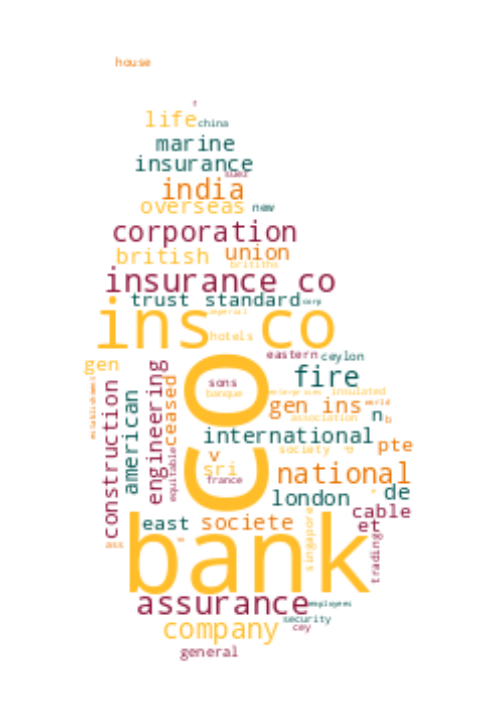 house
r
life china
marine
insurance
suez
india
overseas new
corporation
british union
britishs
insurance co
trust standard corp
imperial
ins co
hotels
eastern ceylon
gen fire
sons
banque enterprises insulated
gen ins world
association n b
co
establishment
construction
american
engineering
ceased
equitable
international
v society pte
sri
france national
london de
cable
east societe et
singapore
trading
ass
bank
assurance employees
company security
cey
general